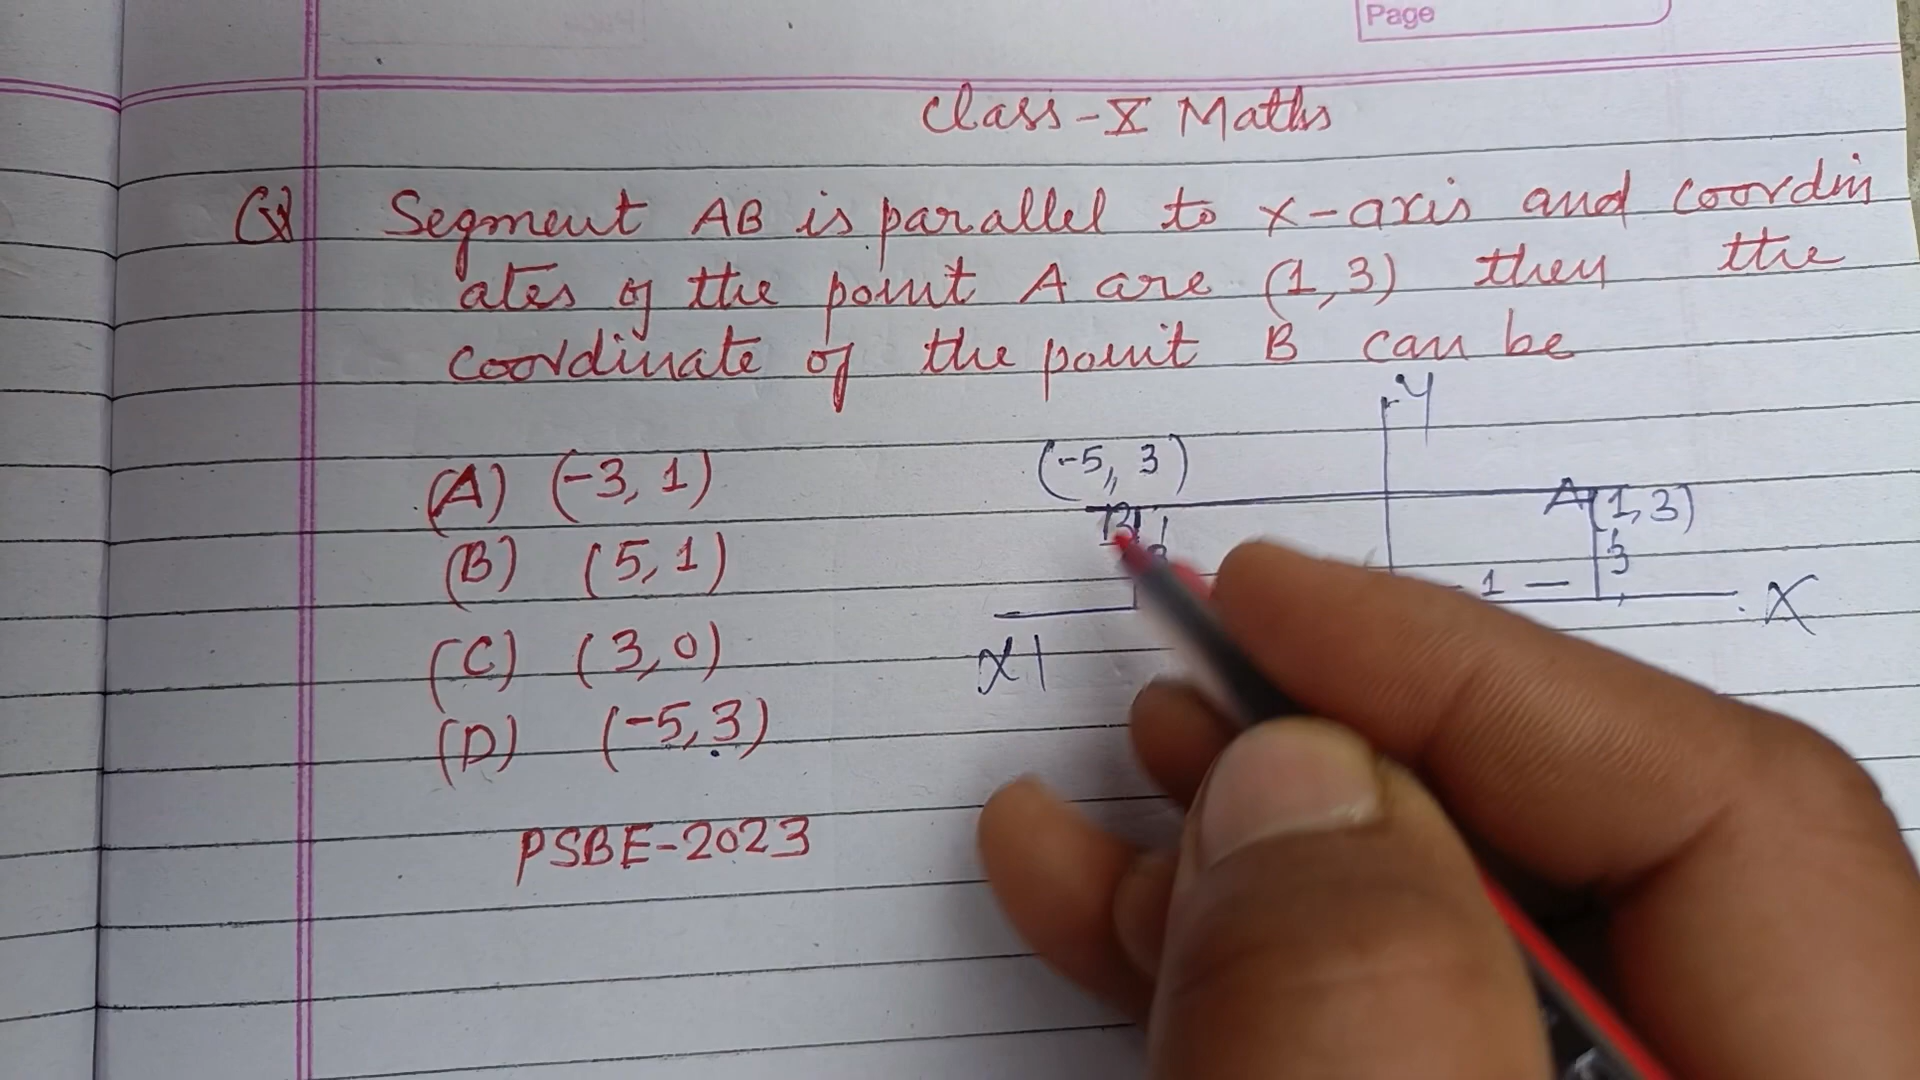 Page
Class-X Maths
Q Segment AB is parallel to x-axis and coordin
ates of the point A are (1,3) then the
coordinate of the point B can be
Y
(A) (-3, 1)
(-5, 3)
A(1,3)
B
3
(B) (5,1)
1
X
(C) (3,0)
X1
(D) (-5,3)
PSBE-2023